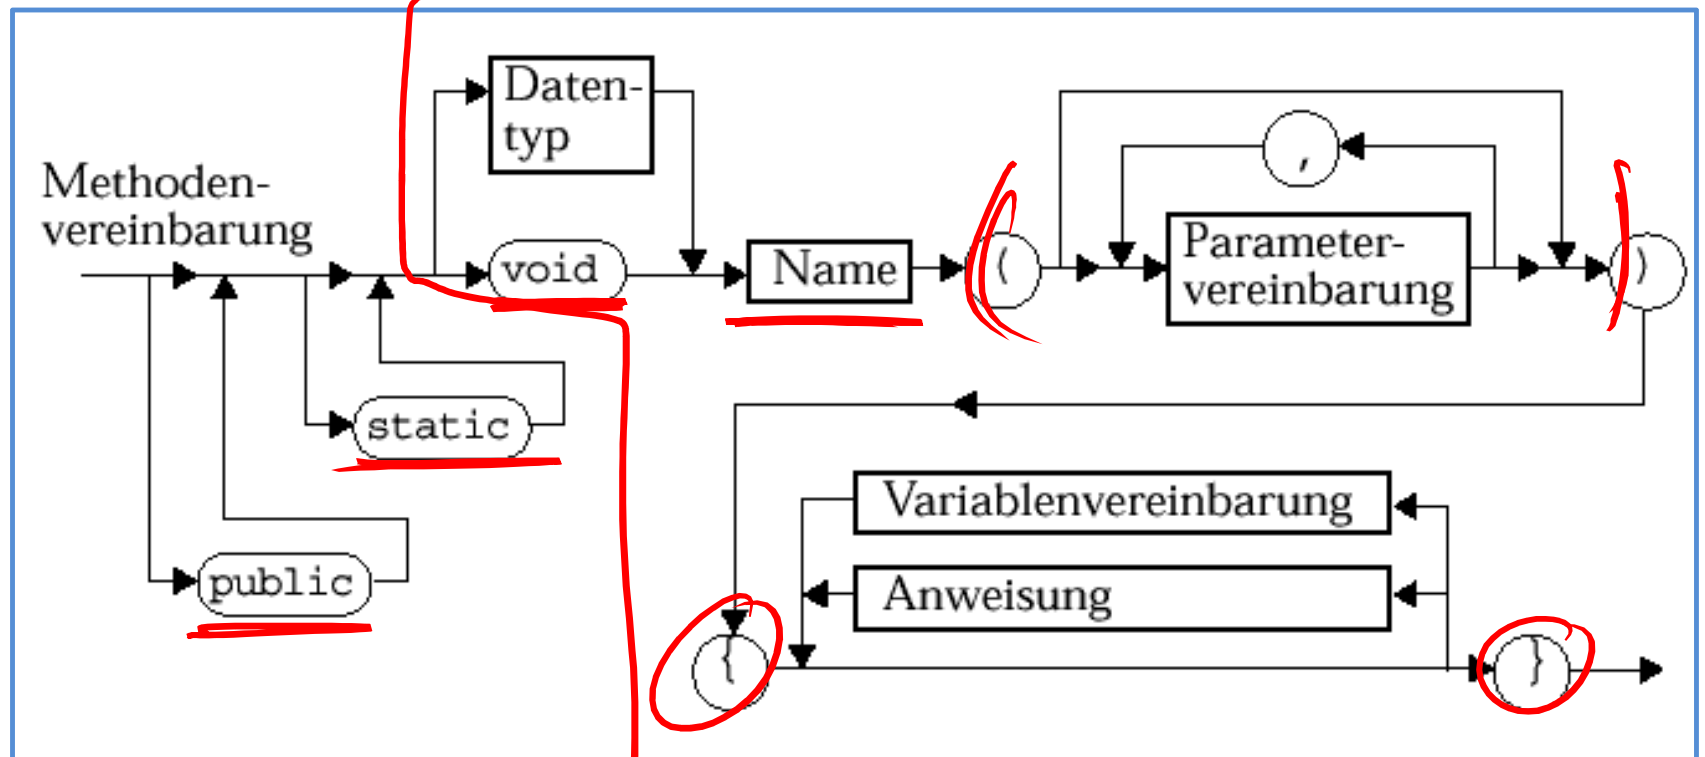 Methoden-
vereinbarung
Daten-
typ
void
Name
(
,
Parameter-
vereinbarung
)
static
public
Variablenvereinbarung
Anweisung
{
}